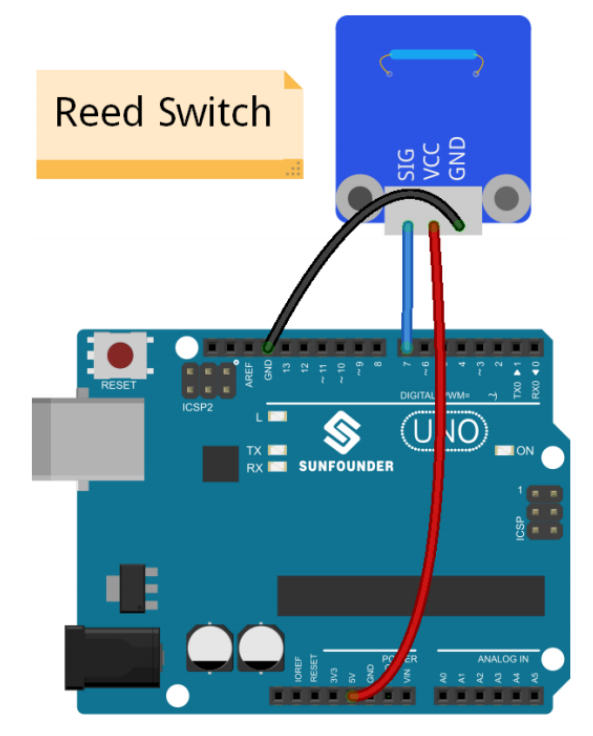 Reed Switch
SIG
VCC
GND
RESET
ICSP2
AREF
GND
13
12
~11
~10
~9
8
7
~6
4
~3
2
TX0 ▶ 1
RX0 ◀ 0
DIGITAL
PWM=
L
TX
RX
SUNFOUNDER
UNO
ON
1
ICSP
POWER
ANALOG IN
IOREF
RESET
3V3
5V
GND
VIN
A0
A1
A2
A3
A4
A5